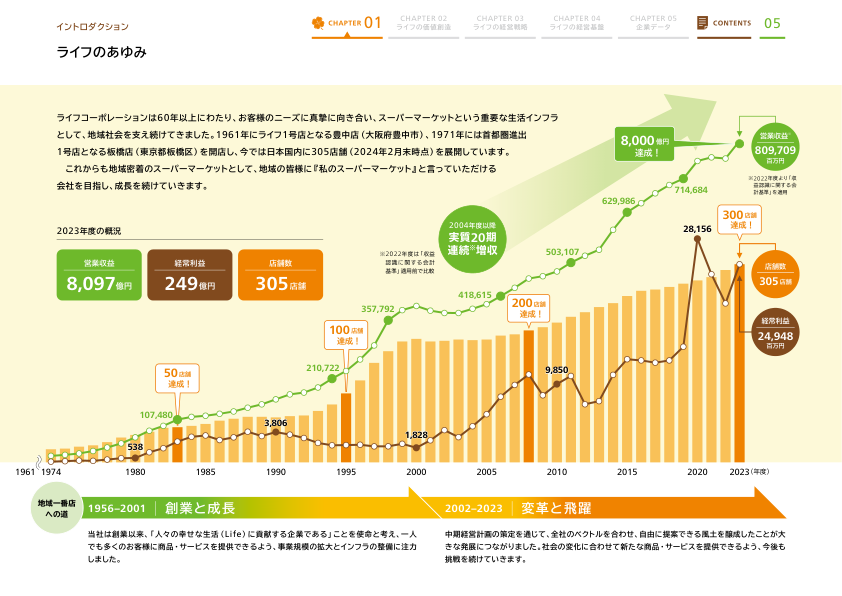 イントロダクション
ライフのあゆみ
CHAPTER 01
CHAPTER 02
ライフの価値創造
CHAPTER 03
ライフの経営戦略
CHAPTER 04
ライフの経営基盤
CHAPTER 05
企業データ
CONTENTS
05
ライフコーポレーションは60年以上にわたり、お客様のニーズに真摯に向き合い、スーパーマーケットという重要な生活インフラ
として、地域社会を支え続けてきました。1961年にライフ1号店となる豊中店（大阪府豊中市）、1971年には首都圏進出
1号店となる板橋店（東京都板橋区）を開店し、今では日本国内に305店舗（2024年2月末時点）を展開しています。
これからも地域密着のスーパーマーケットとして、地域の皆様に『私のスーパーマーケット』と言っていただける
会社を目指し、成長を続けていきます。
2023年度の概況
営業収益
8,097億円
経常利益
249億円
店舗数
305店舗
※2022年度は「収益
認識に関する会計
基準」適用前で比較
2004年度以降
実質20期
連続※増収
8,000億円
達成！
営業収益※
809,709
百万円
※2022年度より「収
益認識に関する会
計基準」を適用
714,684
629,986
503,107
418,615
357,792
210,722
107,480
28,156
300店舗
達成！
店舗数
305店舗
経常利益
24,948
百万円
200店舗
達成！
100店舗
達成！
50店舗
達成！
9,850
3,806
1,828
538
1961 1974 1980 1985 1990 1995 2000 2005 2010 2015 2020 2023（年度）
地域一番店
への道
1956–2001 創業と成長
2002–2023 変革と飛躍
当社は創業以来、「人々の幸せな生活（Life）に貢献する企業である」ことを使命と考え、一人
でも多くのお客様に商品・サービスを提供できるよう、事業規模の拡大とインフラの整備に注力
しました。
中期経営計画の策定を通じて、全社のベクトルを合わせ、自由に提案できる風土を醸成したことが大
きな発展につながりました。社会の変化に合わせて新たな商品・サービスを提供できるよう、今後も
挑戦を続けていきます。